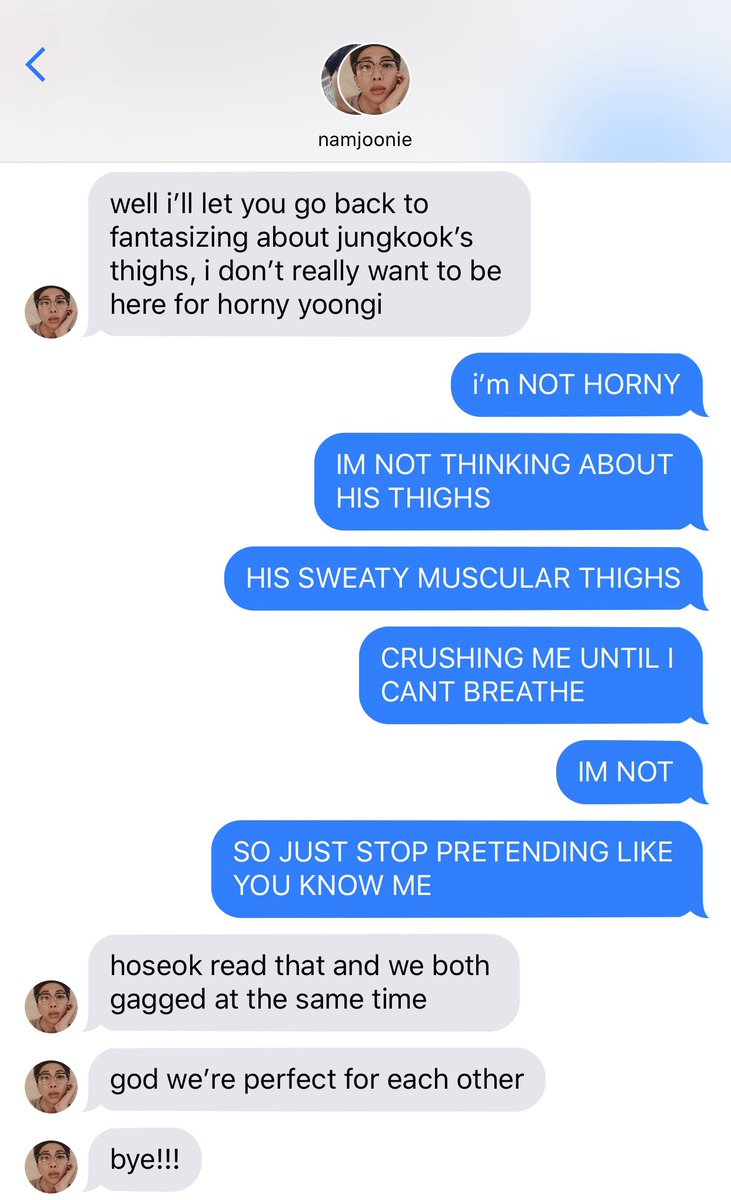 namjoonie
well i’ll let you go back to
fantasizing about jungkook’s
thighs, i don’t really want to be
here for horny yoongi
i’m NOT HORNY
IM NOT THINKING ABOUT
HIS THIGHS
HIS SWEATY MUSCULAR THIGHS
CRUSHING ME UNTIL I
CANT BREATHE
IM NOT
SO JUST STOP PRETENDING LIKE
YOU KNOW ME
hoseok read that and we both
gagged at the same time
god we’re perfect for each other
bye!!!